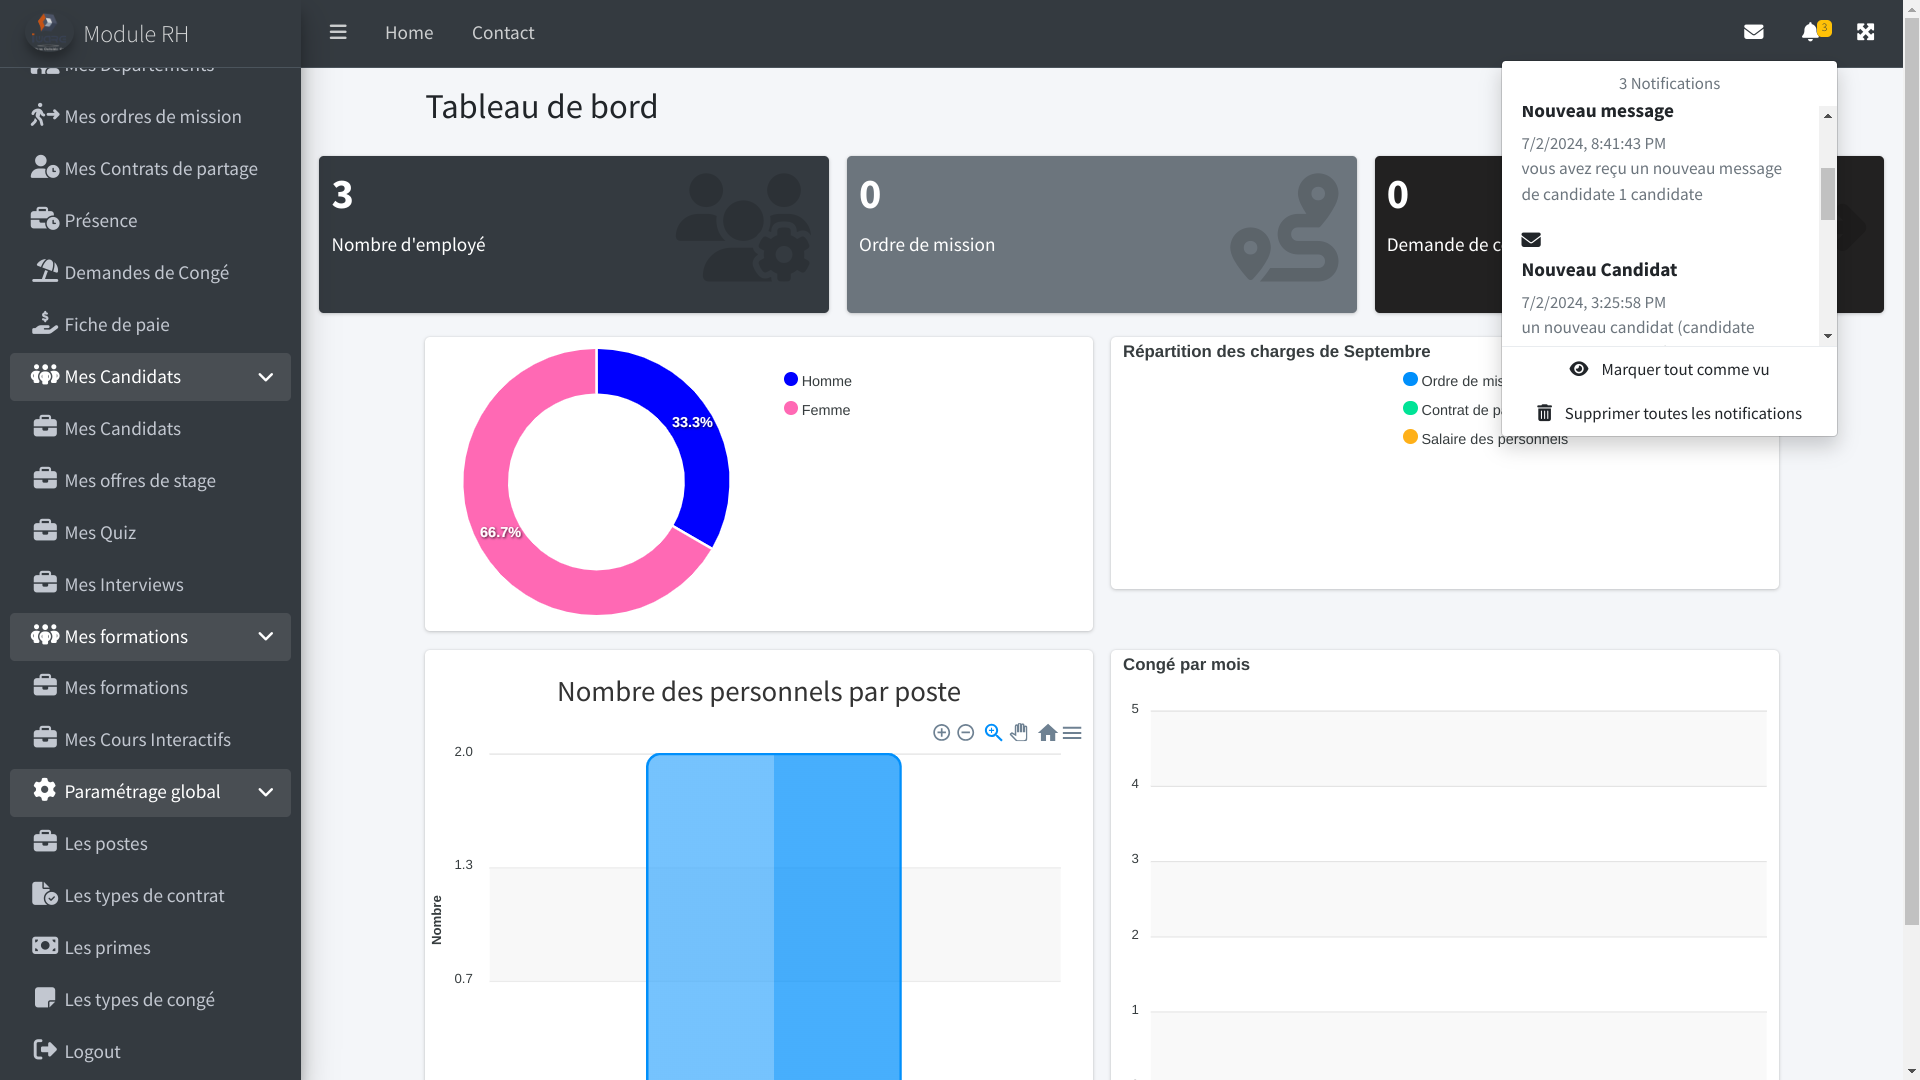 Module RH
Home
Contact
3
Mes Départements
Mes ordres de mission
Mes Contrats de partage
Présence
Demandes de Congé
Fiche de paie
Mes Candidats
Mes Candidats
Mes offres de stage
Mes Quiz
Mes Interviews
Mes formations
Mes formations
Mes Cours Interactifs
Paramétrage global
Les postes
Les types de contrat
Les primes
Les types de congé
Logout
Tableau de bord
3
Nombre d'employé
0
Ordre de mission
0
Demande de c
3 Notifications
Nouveau message
7/2/2024, 8:41:43 PM
vous avez reçu un nouveau message
de candidate 1 candidate
Nouveau Candidat
7/2/2024, 3:25:58 PM
un nouveau candidat (candidate
Marquer tout comme vu
Supprimer toutes les notifications
33.3%
66.7%
Homme
Femme
Répartition des charges de Septembre
Ordre de mis
Contrat de p
Salaire des personnels
Nombre des personnels par poste
2.0
1.3
0.7
Nombre
Congé par mois
5
4
3
2
1